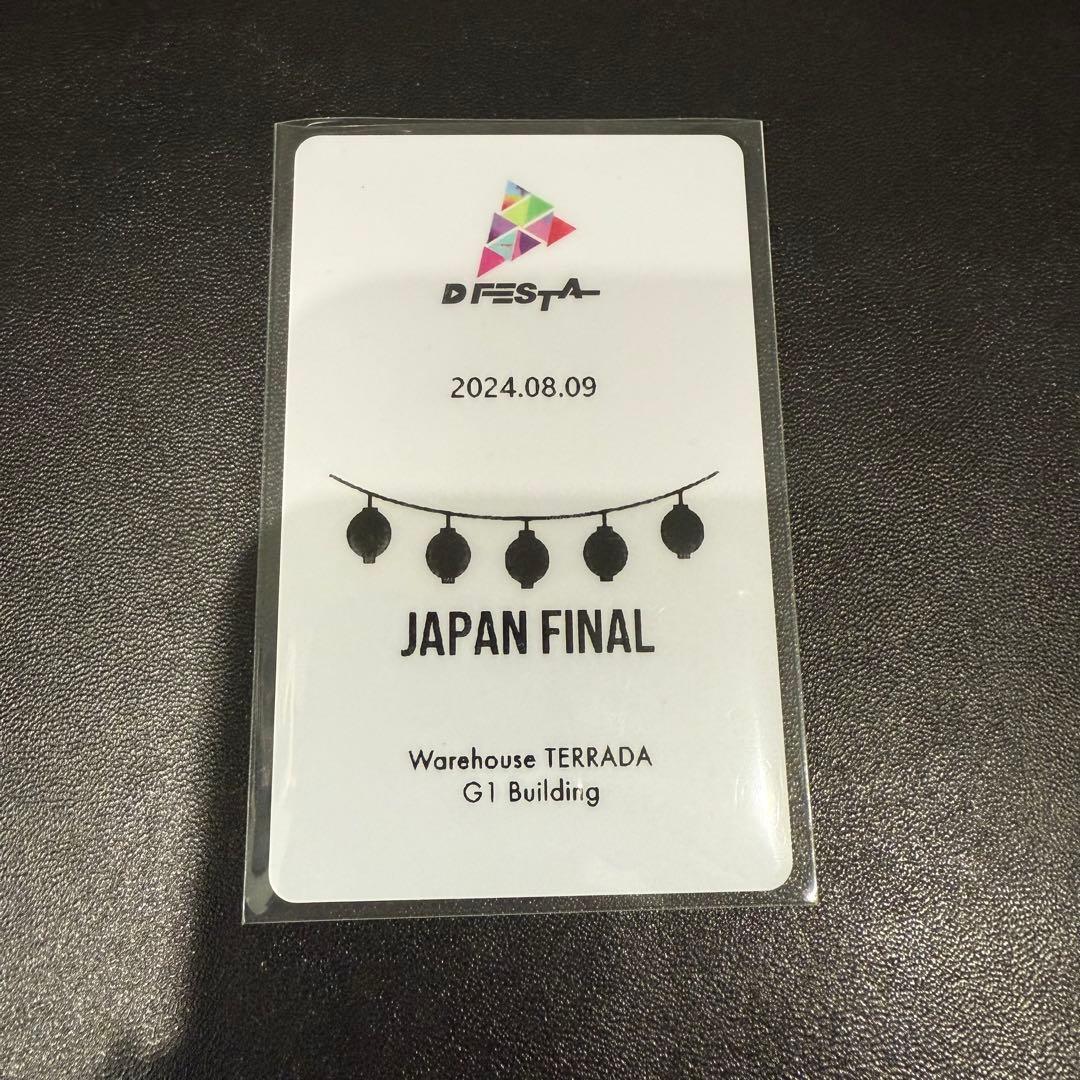 D FESTA
2024.08.09
JAPAN FINAL
Warehouse TERRADA
G1 Building